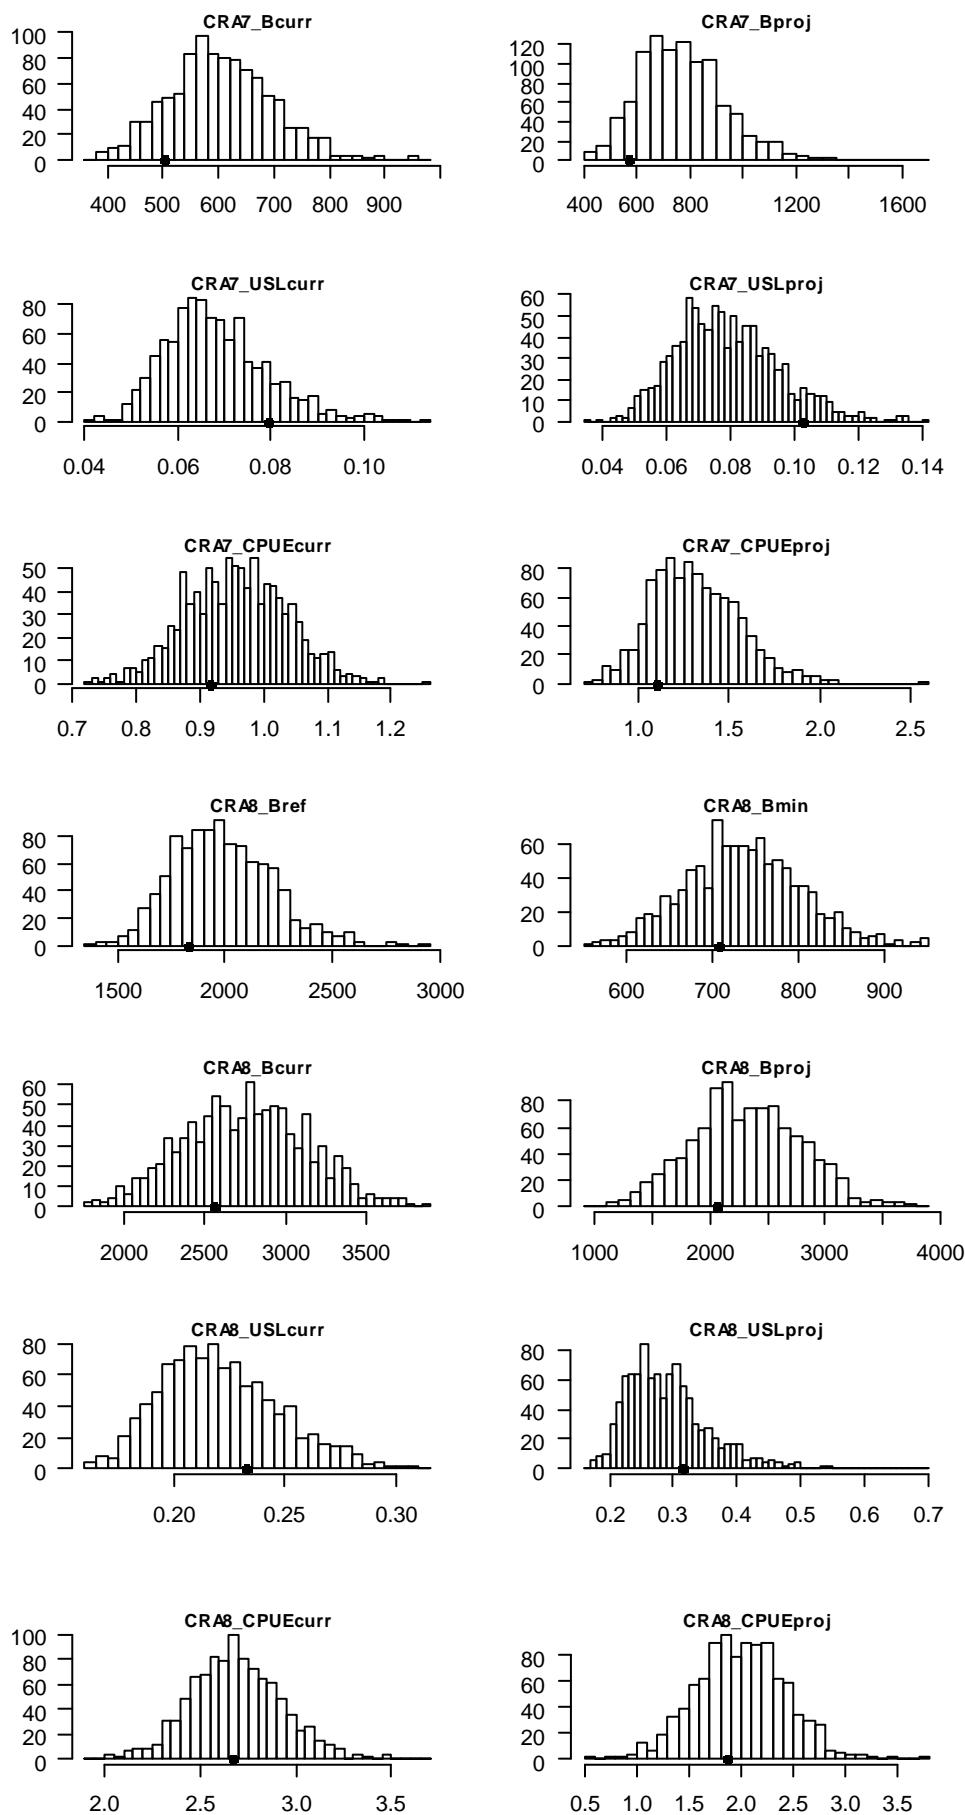 CRA7_Bcurr
100
80
60
40
20
0
400 500 600 700 800 900
CRA7_Bproj
120
100
80
60
40
20
0
400 600 800 1200 1600
CRA7_USLcurr
80
60
40
20
0
0.04 0.06 0.08 0.10
CRA7_USLproj
60
50
40
30
20
10
0
0.04 0.06 0.08 0.10 0.12 0.14
CRA7_CPUEcurr
50
40
30
20
10
0
0.7 0.8 0.9 1.0 1.1 1.2
CRA7_CPUEproj
80
60
40
20
0
1.0 1.5 2.0 2.5
CRA8_Bref
80
60
40
20
0
1500 2000 2500 3000
CRA8_Bmin
60
40
20
0
600 700 800 900
CRA8_Bcurr
60
50
40
30
20
10
0
2000 2500 3000 3500
CRA8_Bproj
80
60
40
20
0
1000 2000 3000 4000
CRA8_USLcurr
80
60
40
20
0
0.20 0.25 0.30
CRA8_USLproj
80
60
40
20
0
0.2 0.3 0.4 0.5 0.6 0.7
CRA8_CPUEcurr
100
80
60
40
20
0
2.0 2.5 3.0 3.5
CRA8_CPUEproj
80
60
40
20
0
0.5 1.0 1.5 2.0 2.5 3.0 3.5